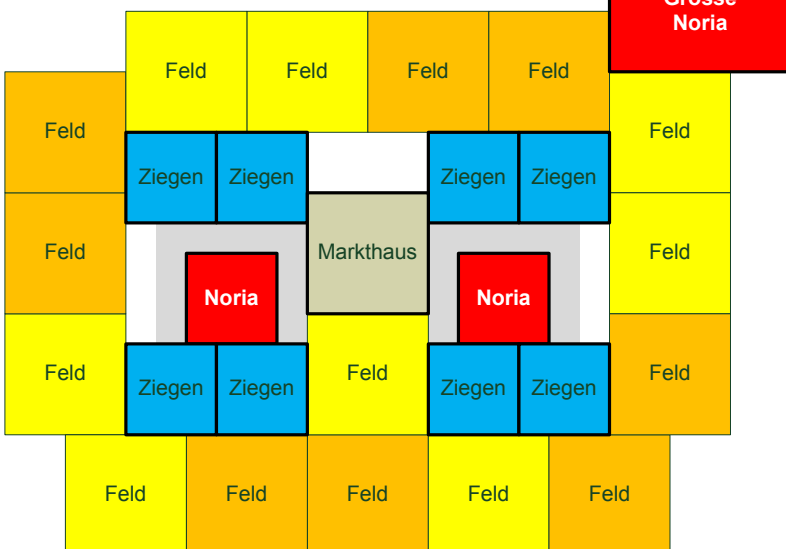 Grosse
Noria
Feld Feld Feld Feld
Feld Feld
Ziegen Ziegen Ziegen Ziegen
Feld Markthaus Feld
Noria Noria
Feld Feld Feld
Ziegen Ziegen Ziegen Ziegen
Feld Feld Feld Feld Feld